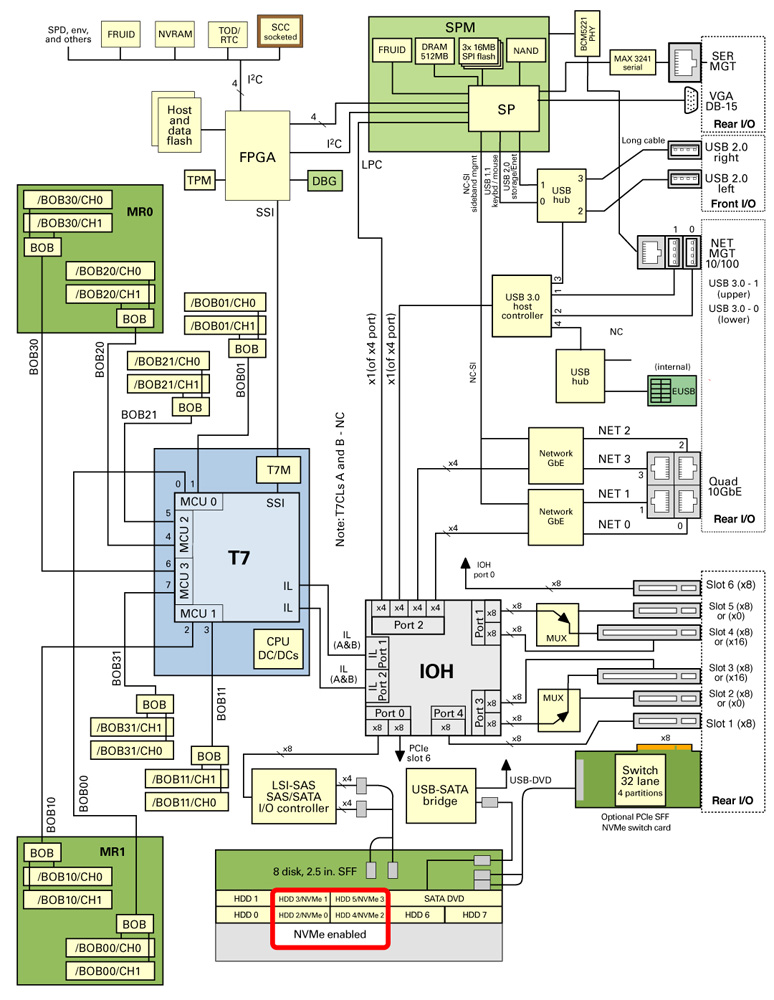 SPD, env,
and others
FRUID
NVRAM
TOD/
RTC
SCC
socketed
4
I²C
Host
and
data
flash
FPGA
4
I²C
TPM
DBG
SSI
SPM
FRUID
DRAM
512MB
3x 16MB
SPI flash
NAND
SP
BCM5221
PHY
MAX 3241
serial
SER
MGT
VGA
DB-15
Rear I/O
LPC
NC-SI
sideband mgmt
USB 1.1
keybd / mouse
USB 2.0
storage/Enet
Long cable
1
0
USB
hub
3
2
USB 2.0
right
USB 2.0
left
Front I/O
1
0
NET
MGT
10/100
USB 3.0 - 1
(upper)
USB 3.0 - 0
(lower)
USB 3.0
host
controller
3
1
2
4
NC
USB
hub
(internal)
EUSB
x1(of x4 port)
x1(of x4 port)
NC-SI
MR0
/BOB30/CH0
/BOB30/CH1
BOB
/BOB20/CH0
/BOB20/CH1
BOB
BOB30
BOB20
/BOB01/CH0
/BOB01/CH1
BOB
BOB01
/BOB21/CH0
/BOB21/CH1
BOB
BOB21
Note: T7CLs A and B - NC
Network
GbE
NET 2
NET 3
x4
2
3
Network
GbE
NET 1
NET 0
x4
1
0
Quad
10GbE
Rear I/O
T7M
SSI
0
1
MCU 0
5
4
MCU 2
6
7
MCU 3
MCU 1
2
3
T7
IL
IL
CPU
DC/DCs
IL
(A&B)
IL
(A&B)
x4
x4
x4
x4
Port 2
IL
Port 1
IL
Port 2
IOH
Port 1
x8
x8
Port 3
x8
x8
Port 0
x8
x8
Port 4
x8
IOH
port 0
x8
x8
x8
MUX
x8
x8
MUX
x8
Slot 6 (x8)
Slot 5 (x8)
or (x0)
Slot 4 (x8)
or (x16)
Slot 3 (x8)
or (x16)
Slot 2 (x8)
or (x0)
Slot 1 (x8)
BOB31
BOB
/BOB31/CH1
/BOB31/CH0
BOB11
BOB
/BOB11/CH1
/BOB11/CH0
BOB10
BOB00
x8
PCIe
slot 6
LSI-SAS
SAS/SATA
I/O controller
x4
x4
USB-SATA
bridge
USB-DVD
x8
Switch
32 lane
4 partitions
Optional PCIe SFF
NVMe switch card
Rear I/O
MR1
BOB
/BOB10/CH0
/BOB10/CH1
BOB
/BOB00/CH0
/BOB00/CH1
8 disk, 2.5 in. SFF
HDD 1
HDD 3/NVMe 1
HDD 5/NVMe 3
SATA DVD
HDD 0
HDD 2/NVMe 0
HDD 4/NVMe 2
HDD 6
HDD 7
NVMe enabled